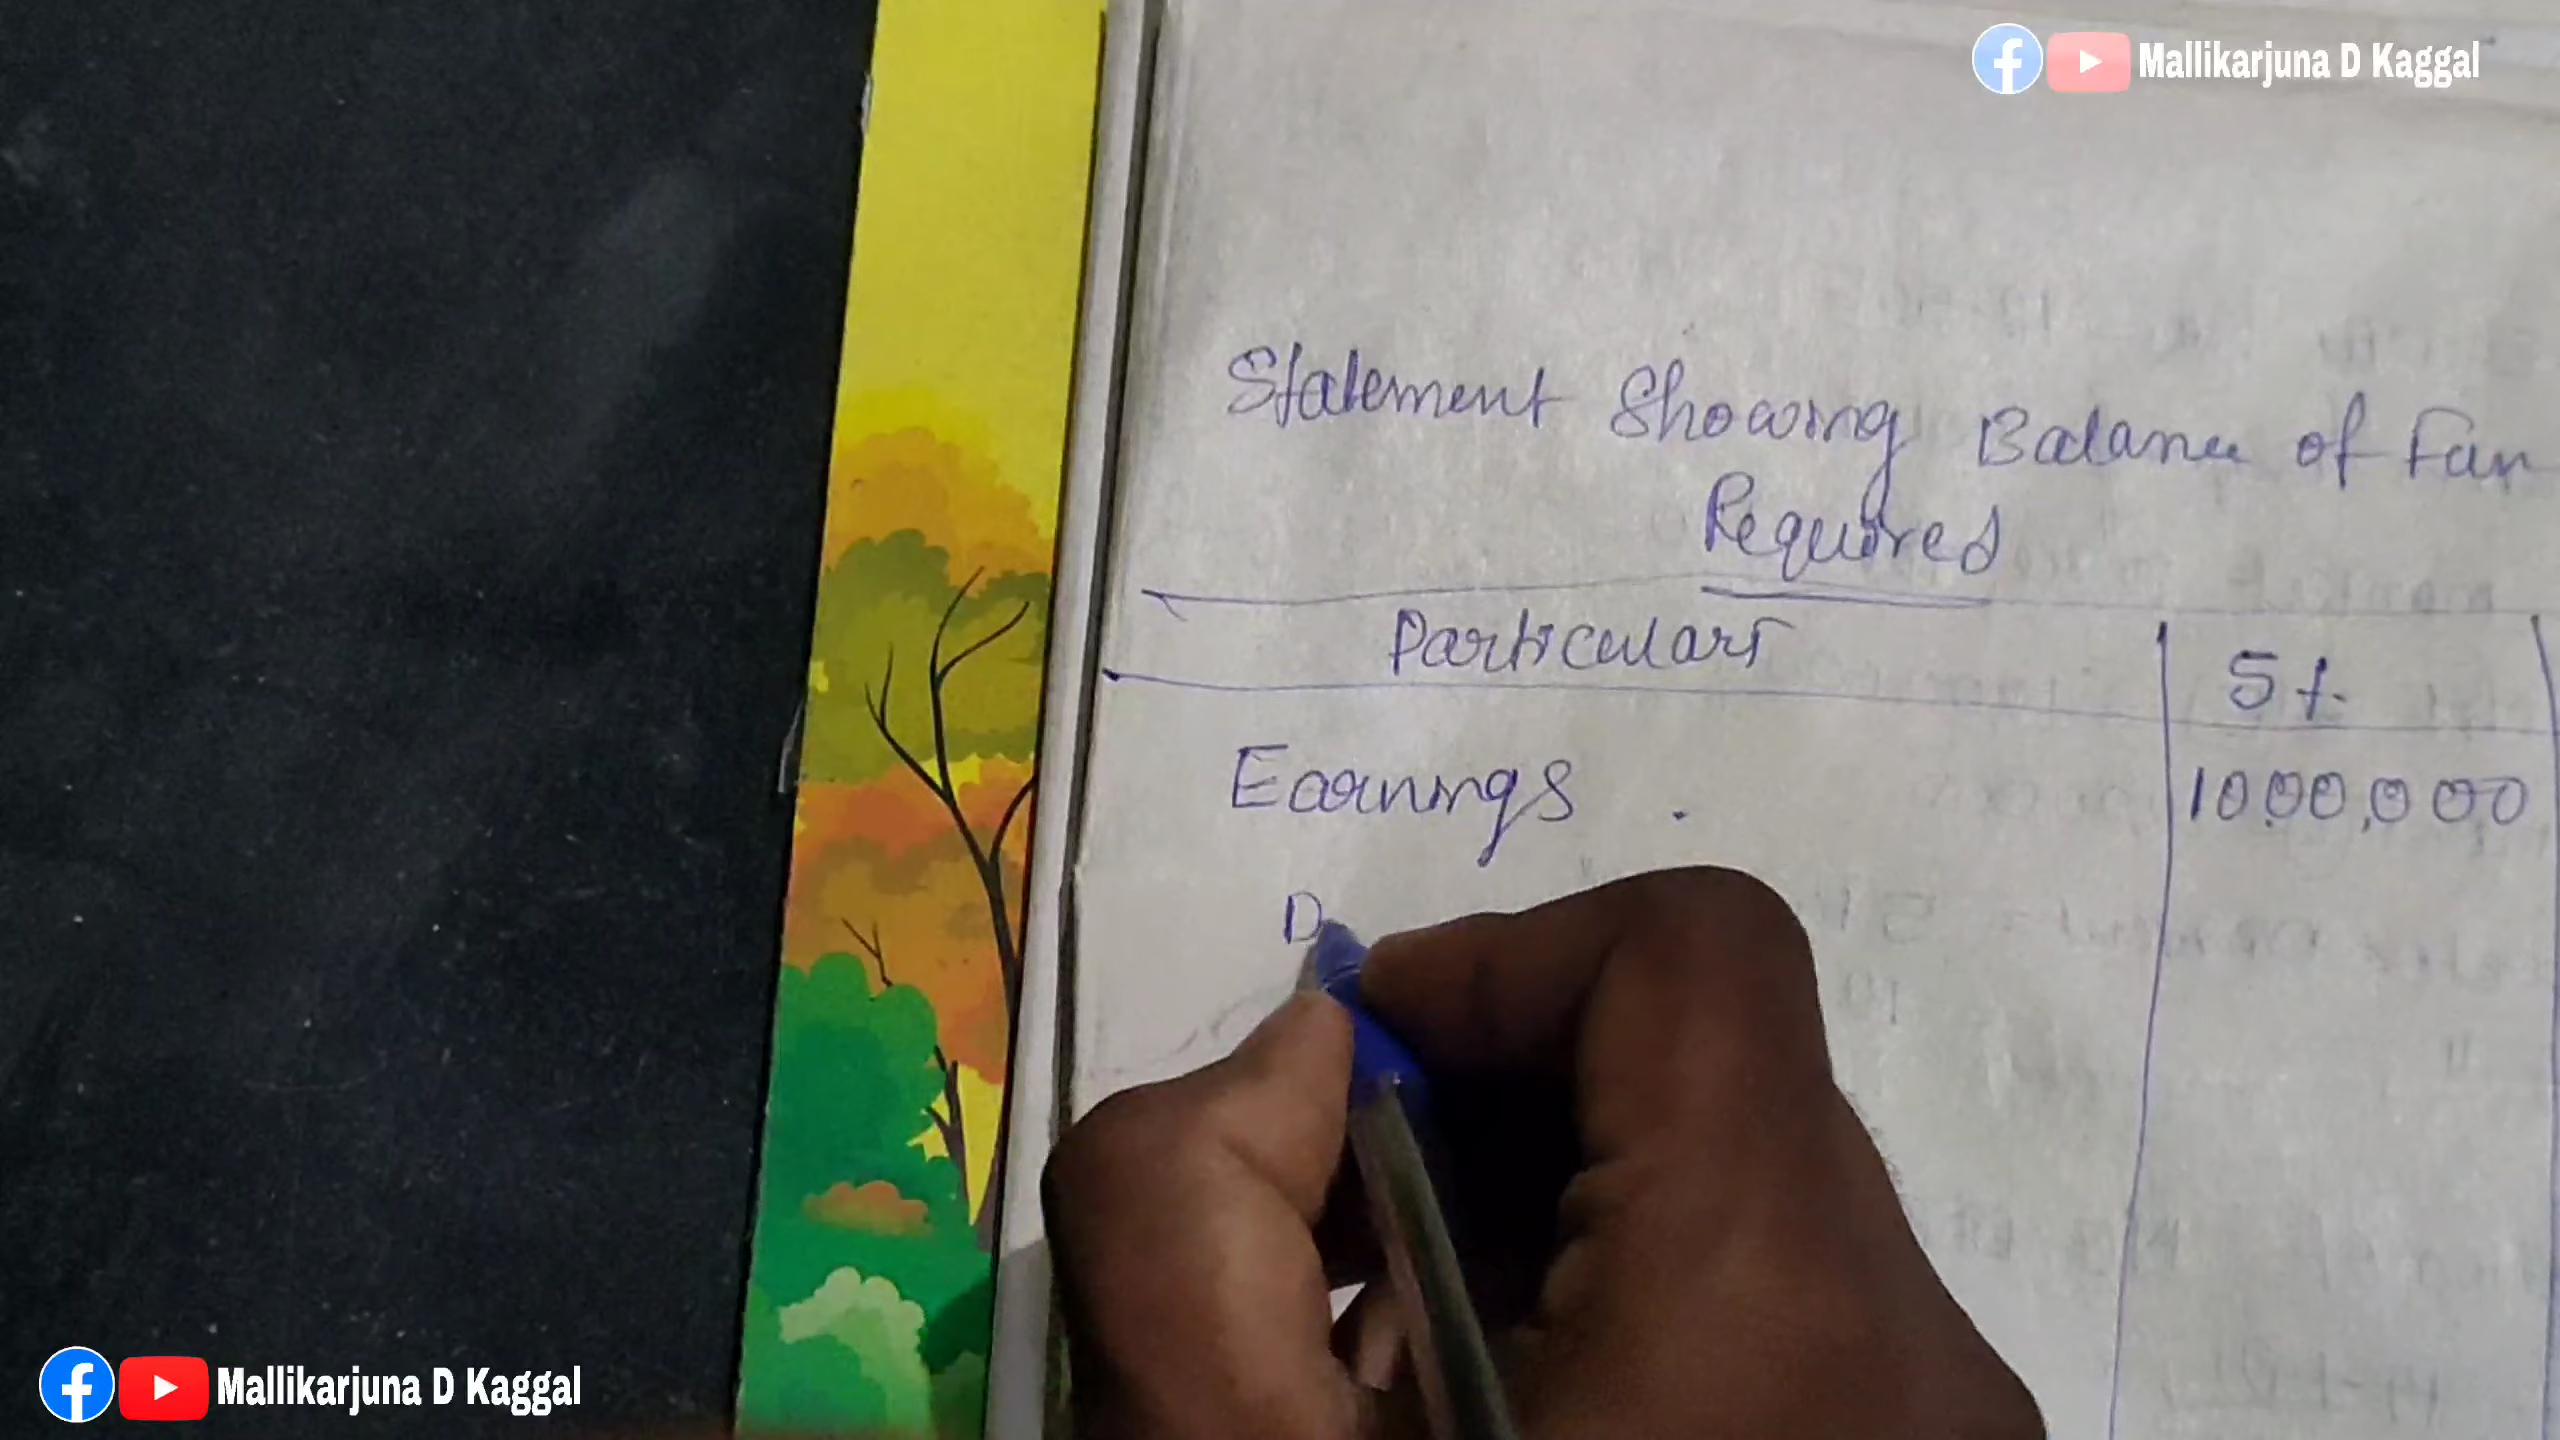 Mallikarjuna D Kaggal
Statement Showing Balance of Fun
Required
Particulars
5%
Earnings
10,00,000
D
Mallikarjuna D Kaggal